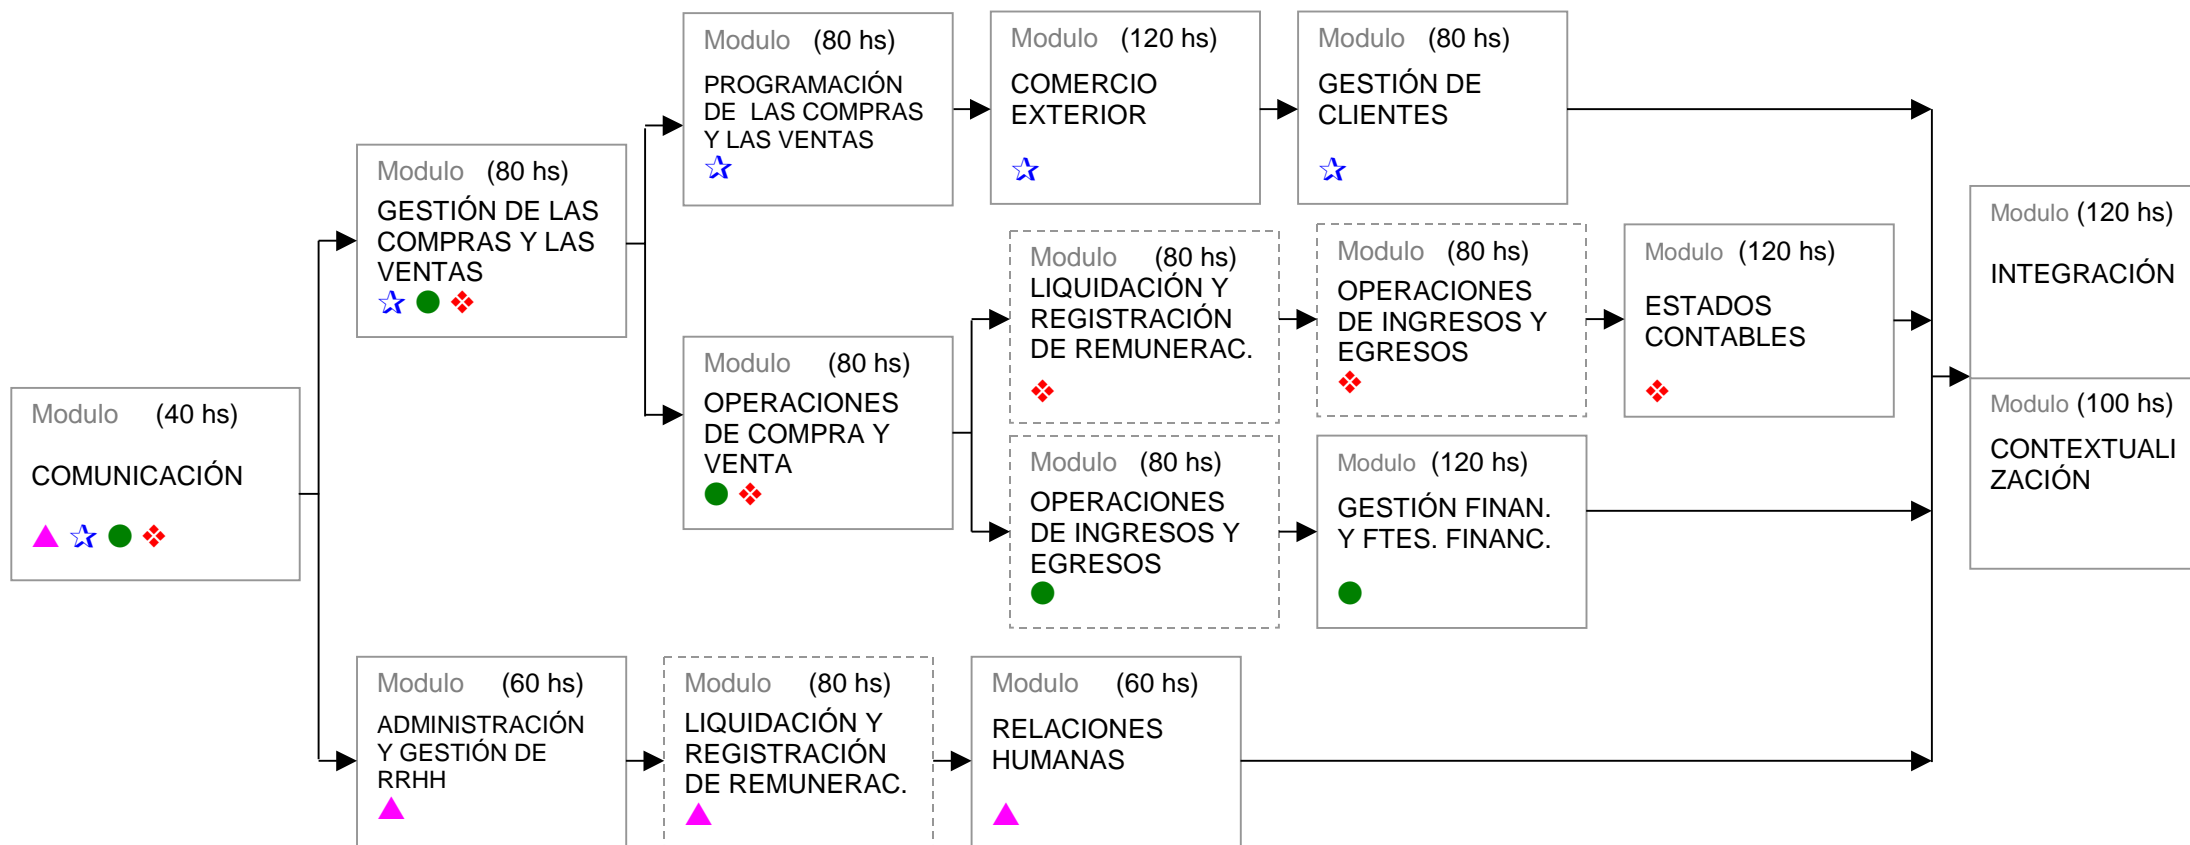 Modulo (80 hs)
PROGRAMACIÓN
DE LAS COMPRAS
Y LAS VENTAS
Modulo (120 hs)
COMERCIO
EXTERIOR
Modulo (80 hs)
GESTIÓN DE
CLIENTES
Modulo (80 hs)
GESTIÓN DE LAS
COMPRAS Y LAS
VENTAS
Modulo (80 hs)
LIQUIDACIÓN Y
REGISTRACIÓN
DE REMUNERAC.
Modulo (80 hs)
OPERACIONES
DE INGRESOS Y
EGRESOS
Modulo (120 hs)
ESTADOS
CONTABLES
Modulo (120 hs)
INTEGRACIÓN
Modulo (40 hs)
COMUNICACIÓN
Modulo (80 hs)
OPERACIONES
DE COMPRA Y
VENTA
Modulo (80 hs)
OPERACIONES
DE INGRESOS Y
EGRESOS
Modulo (120 hs)
GESTIÓN FINAN.
Y FTES. FINANC.
Modulo (100 hs)
CONTEXTUALI
ZACIÓN
Modulo (60 hs)
ADMINISTRACIÓN
Y GESTIÓN DE
RRHH
Modulo (80 hs)
LIQUIDACIÓN Y
REGISTRACIÓN
DE REMUNERAC.
Modulo (60 hs)
RELACIONES
HUMANAS